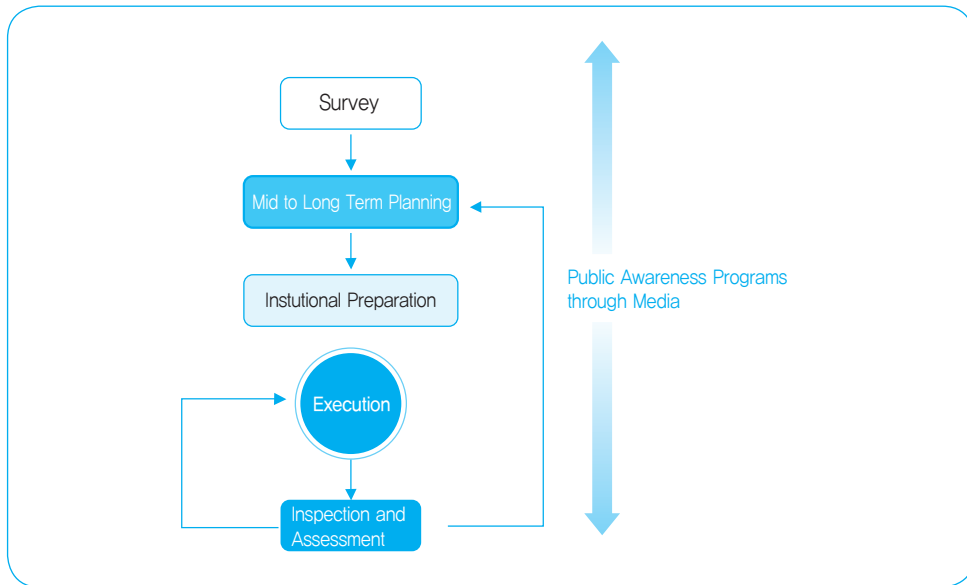 Survey
Mid to Long Term Planning
Instutional Preparation
Public Awareness Programs
through Media
Execution
Inspection and
Assessment